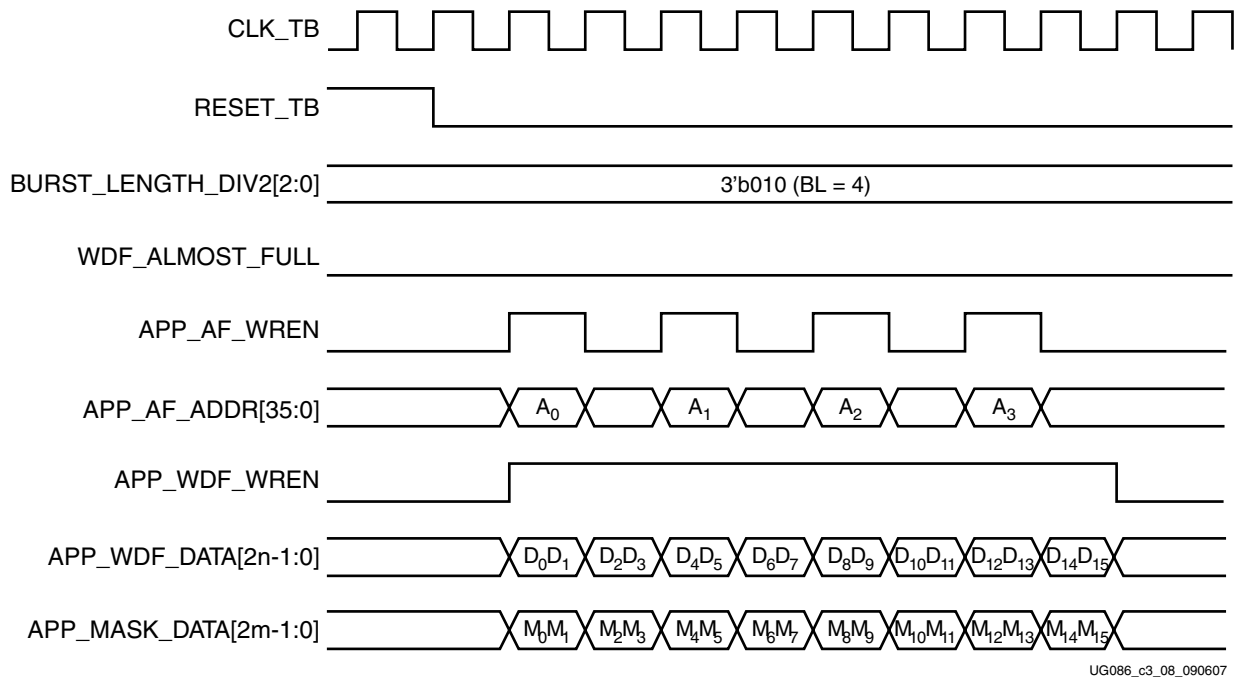 CLK_TB
RESET_TB
BURST_LENGTH_DIV2[2:0] 3'b010 (BL = 4)
WDF_ALMOST_FULL
APP_AF_WREN
APP_AF_ADDR[35:0] A0 A1 A2 A3
APP_WDF_WREN
APP_WDF_DATA[2n-1:0] D0D1 D2D3 D4D5 D6D7 D8D9 D10D11 D12D13 D14D15
APP_MASK_DATA[2m-1:0] M0M1 M2M3 M4M5 M6M7 M8M9 M10M11 M12M13 M14M15
UG086_c3_08_090607